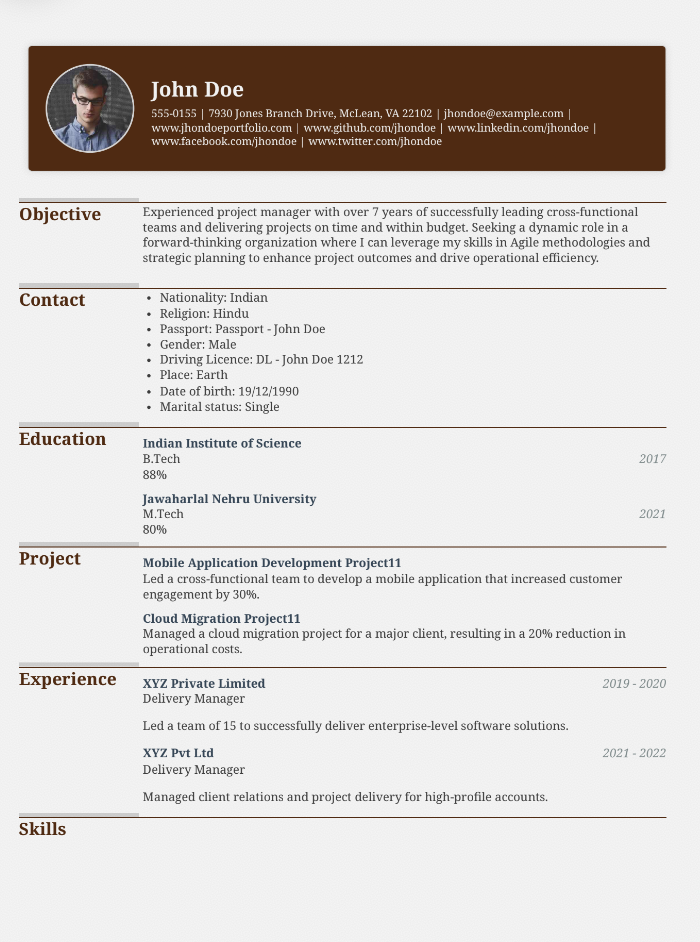 John Doe
555-0155 | 7930 Jones Branch Drive, McLean, VA 22102 | jhondoe@example.com |
www.jhondoeportfolio.com | www.github.com/jhondoe | www.linkedin.com/jhondoe |
www.facebook.com/jhondoe | www.twitter.com/jhondoe
Objective
Experienced project manager with over 7 years of successfully leading cross-functional
teams and delivering projects on time and within budget. Seeking a dynamic role in a
forward-thinking organization where I can leverage my skills in Agile methodologies and
strategic planning to enhance project outcomes and drive operational efficiency.
Contact
• Nationality: Indian
• Religion: Hindu
• Passport: Passport - John Doe
• Gender: Male
• Driving Licence: DL - John Doe 1212
• Place: Earth
• Date of birth: 19/12/1990
• Marital status: Single
Education
Indian Institute of Science
B.Tech 2017
88%
Jawaharlal Nehru University
M.Tech 2021
80%
Project
Mobile Application Development Project11
Led a cross-functional team to develop a mobile application that increased customer
engagement by 30%.
Cloud Migration Project11
Managed a cloud migration project for a major client, resulting in a 20% reduction in
operational costs.
Experience
XYZ Private Limited 2019 - 2020
Delivery Manager
Led a team of 15 to successfully deliver enterprise-level software solutions.
XYZ Pvt Ltd 2021 - 2022
Delivery Manager
Managed client relations and project delivery for high-profile accounts.
Skills